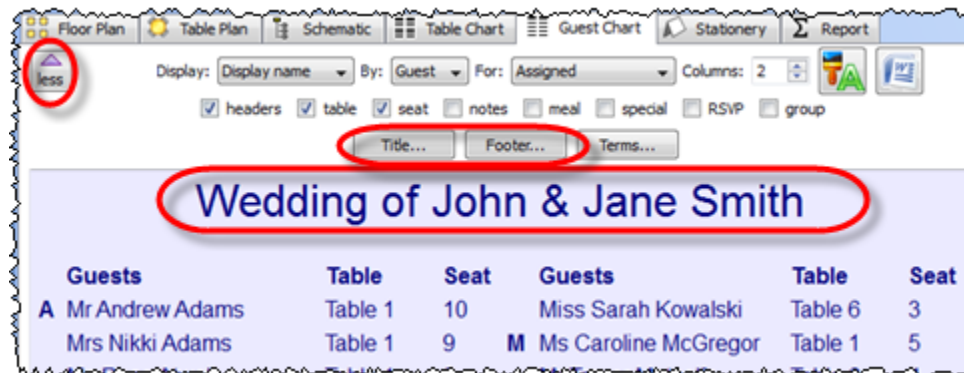 Floor Plan Table Plan Schematic Table Chart Guest Chart Stationery Σ Report
less Display: Display name By: Guest For: Assigned Columns: 2
headers table seat notes meal special RSVP group
Title... Footer... Terms...
Wedding of John & Jane Smith
Guests Table Seat Guests Table Seat
A Mr Andrew Adams Table 1 10 Miss Sarah Kowalski Table 6 3
Mrs Nikki Adams Table 1 9 M Ms Caroline McGregor Table 1 5